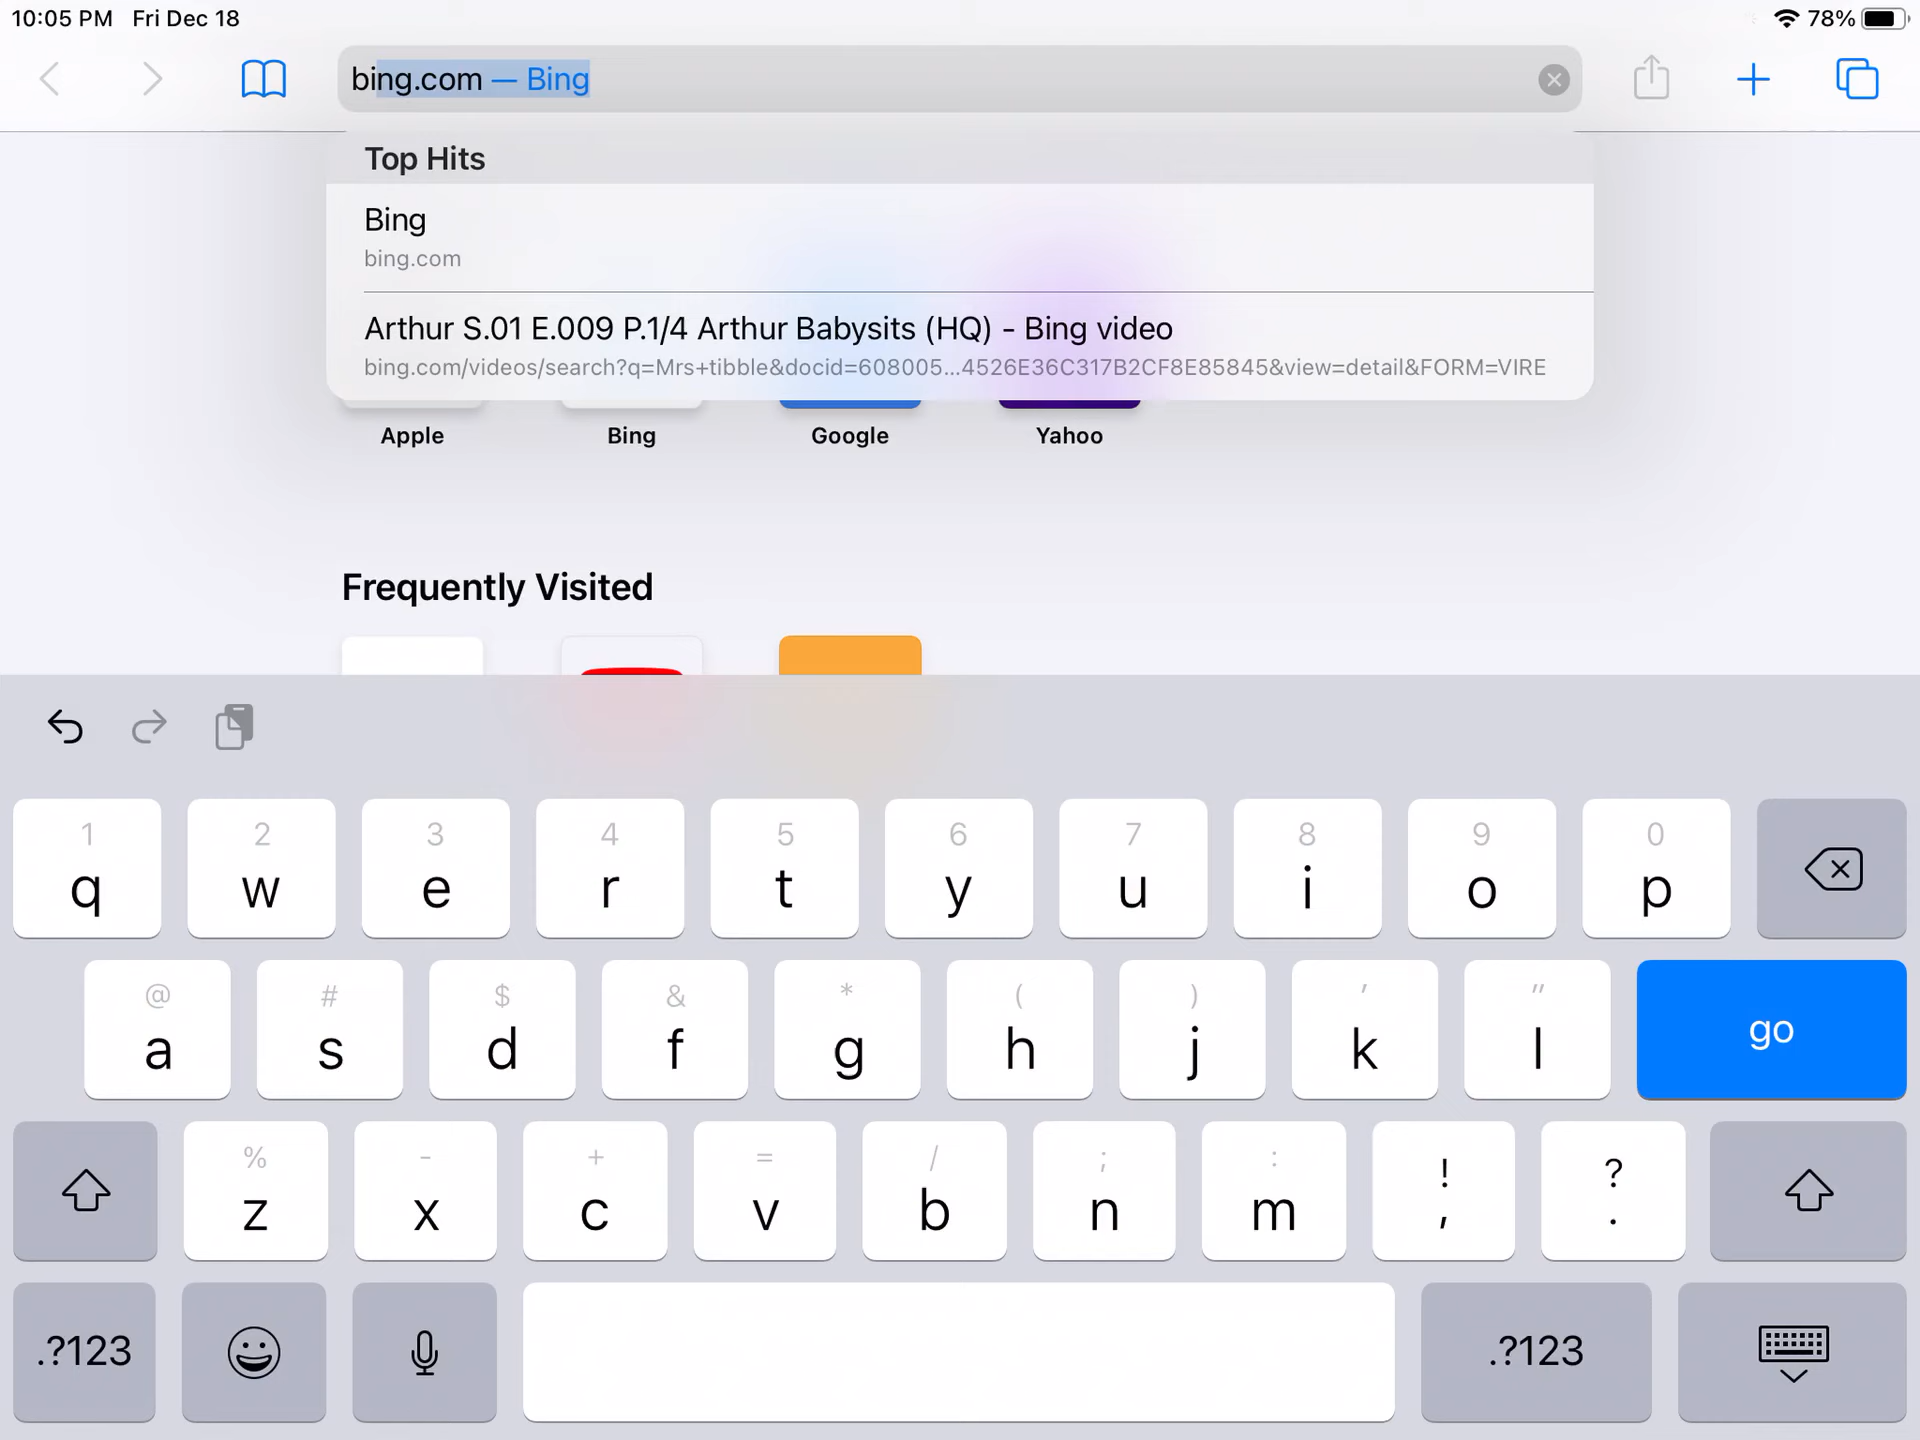 10:05 PM Fri Dec 18
78%
bing.com — Bing
Top Hits
Bing
bing.com
Arthur S.01 E.009 P.1/4 Arthur Babysits (HQ) - Bing video
bing.com/videos/search?q=Mrs+tibble&docid=608005...4526E36C317B2CF8E85845&view=detail&FORM=VIRE
Apple Bing Google Yahoo
Frequently Visited
1 2 3 4 5 6 7 8 9 0
q w e r t y u i o p
@ # $ & * ( ) ' "
a s d f g h j k l go
% - + = / ; : ! ?
z x c v b n m , .
.?123 .?123